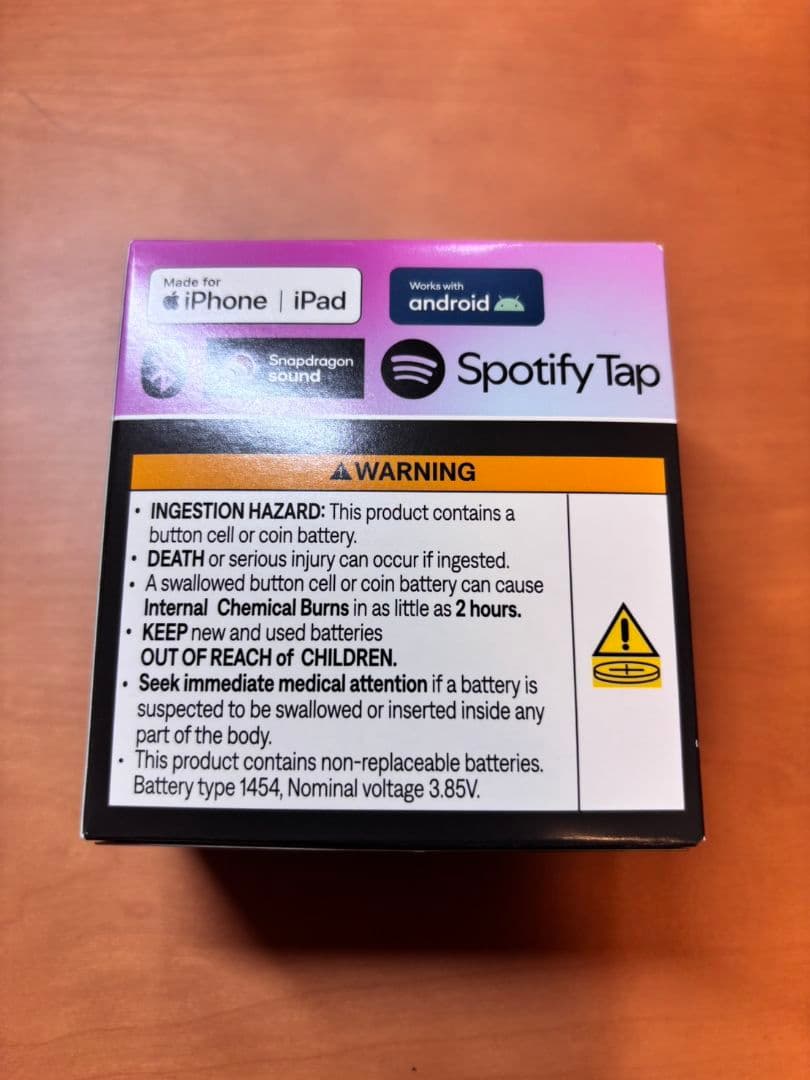 Made for
iPhone | iPad
Works with
android
Snapdragon
sound
Spotify Tap
WARNING
• INGESTION HAZARD: This product contains a
button cell or coin battery.
• DEATH or serious injury can occur if ingested.
• A swallowed button cell or coin battery can cause
Internal Chemical Burns in as little as 2 hours.
• KEEP new and used batteries
OUT OF REACH of CHILDREN.
• Seek immediate medical attention if a battery is
suspected to be swallowed or inserted inside any
part of the body.
• This product contains non-replaceable batteries.
Battery type 1454, Nominal voltage 3.85V.